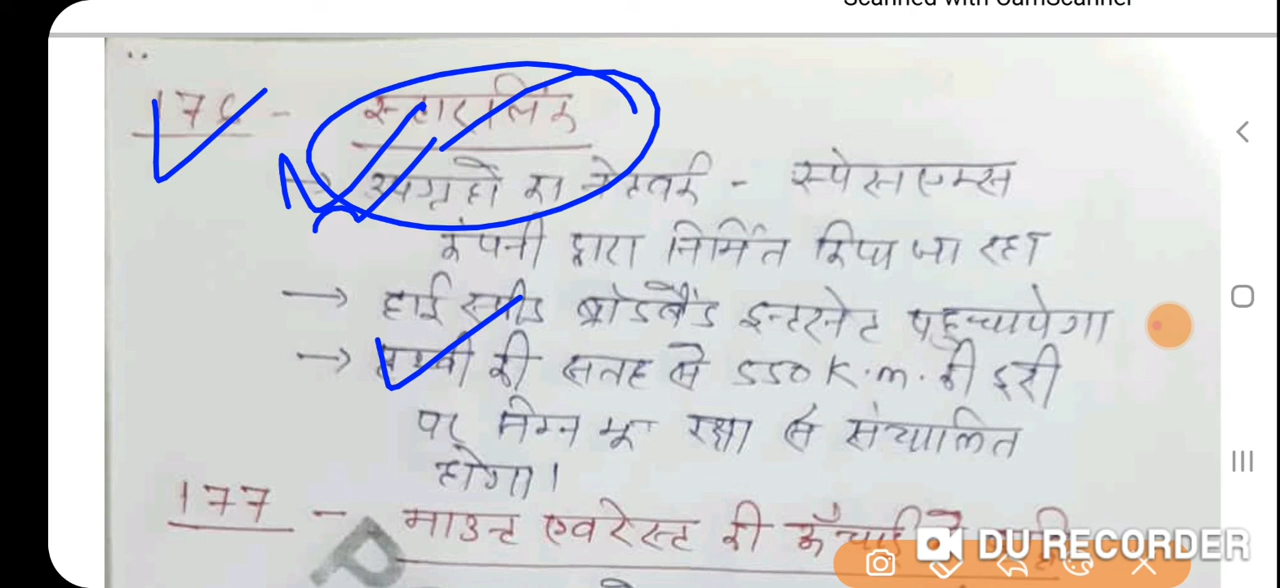 Scanned with CamScanner
176 - स्टारलिंक
→ उपग्रहों का नेटवर्क - स्पेसएक्स
कंपनी द्वारा निर्मित किया जा रहा
→ हाई स्पीड ब्रॉडबैंड इन्टरनेट पहुचायेगा
→ पृथ्वी की सतह से 550 K.m. की दूरी
पर निम्न भू कक्षा से संचालित
होगा।
177 - माउन्ट एवरेस्ट की ऊँचाई
DU RECORDER